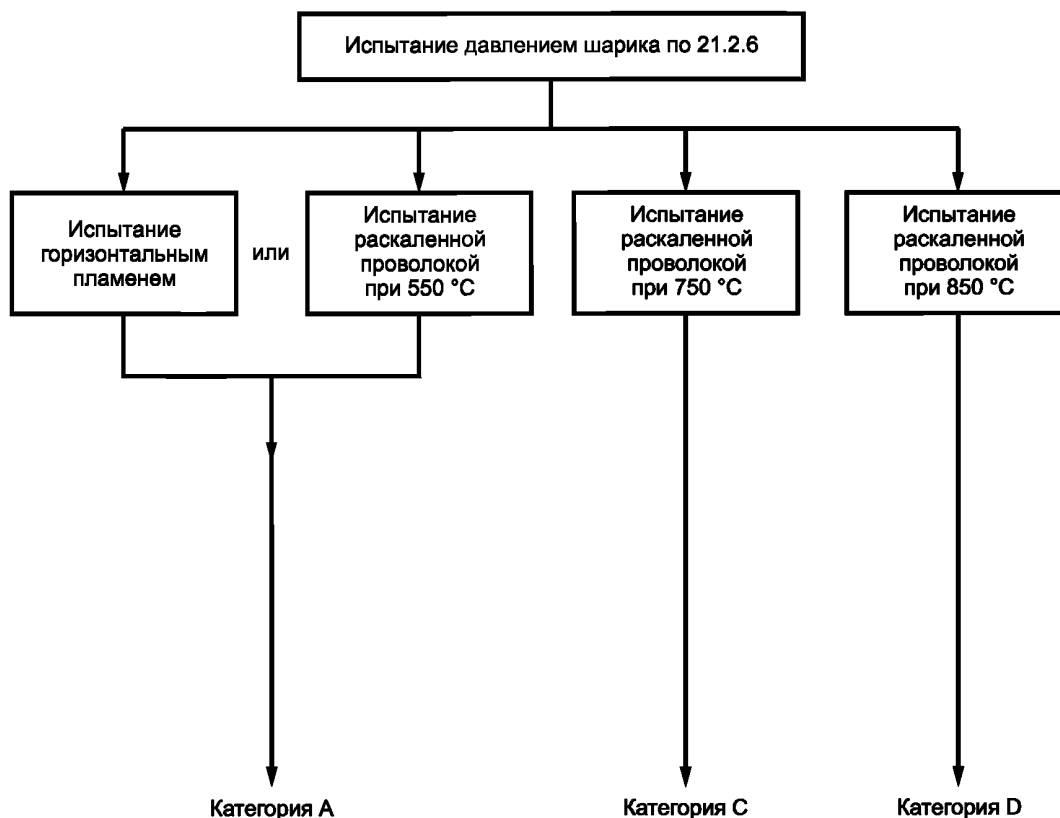 Испытание давлением шарика по 21.2.6
Испытание
горизонтальным
пламенем
или
Испытание
раскаленной
проволокой
при 550 °C
Испытание
раскаленной
проволокой
при 750 °C
Испытание
раскаленной
проволокой
при 850 °C
Категория A
Категория C
Категория D